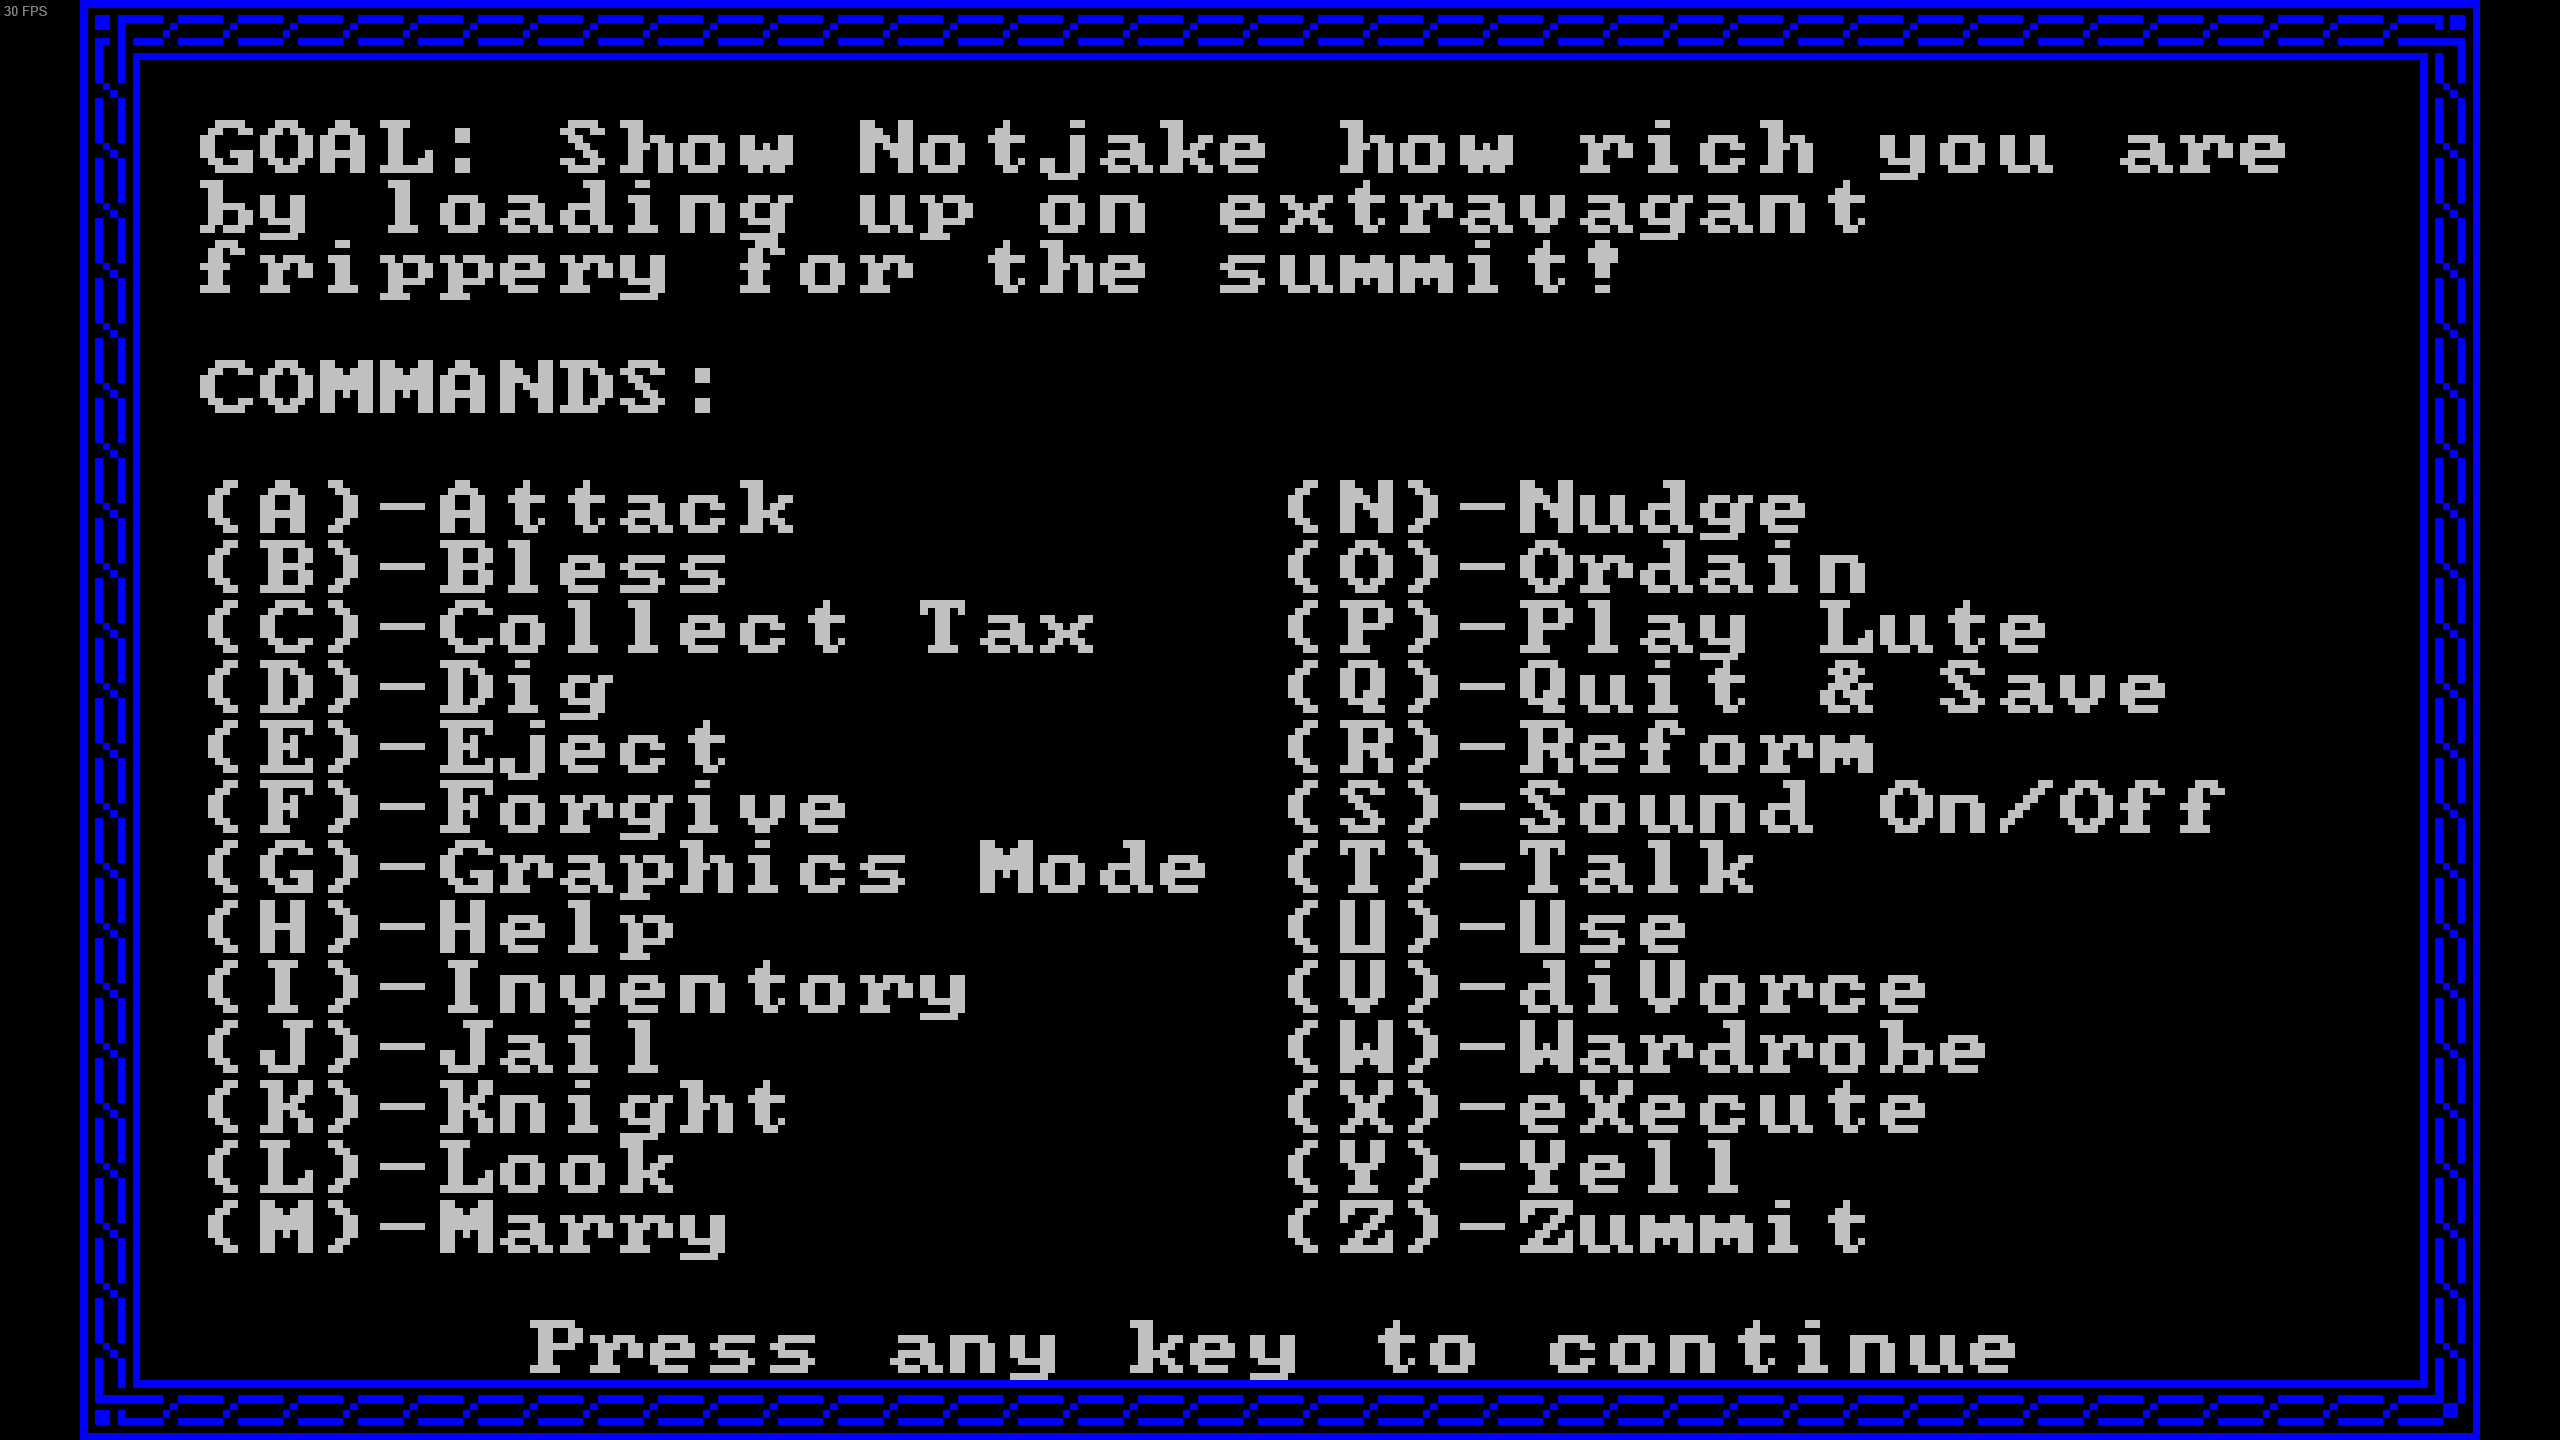 30 FPS
GOAL: Show Notjake how rich you are
by loading up on extravagant
frippery for the summit!
COMMANDS:
(A)-Attack
(B)-Bless
(C)-Collect Tax
(D)-Dig
(E)-Eject
(F)-Forgive
(G)-Graphics Mode
(H)-Help
(I)-Inventory
(J)-Jail
(K)-Knight
(L)-Look
(M)-Marry
(N)-Nudge
(O)-Ordain
(P)-Play Lute
(Q)-Quit & Save
(R)-Reform
(S)-Sound On/Off
(T)-Talk
(U)-Use
(V)-diVorce
(W)-Wardrobe
(X)-eXecute
(Y)-Yell
(Z)-Zummit
Press any key to continue